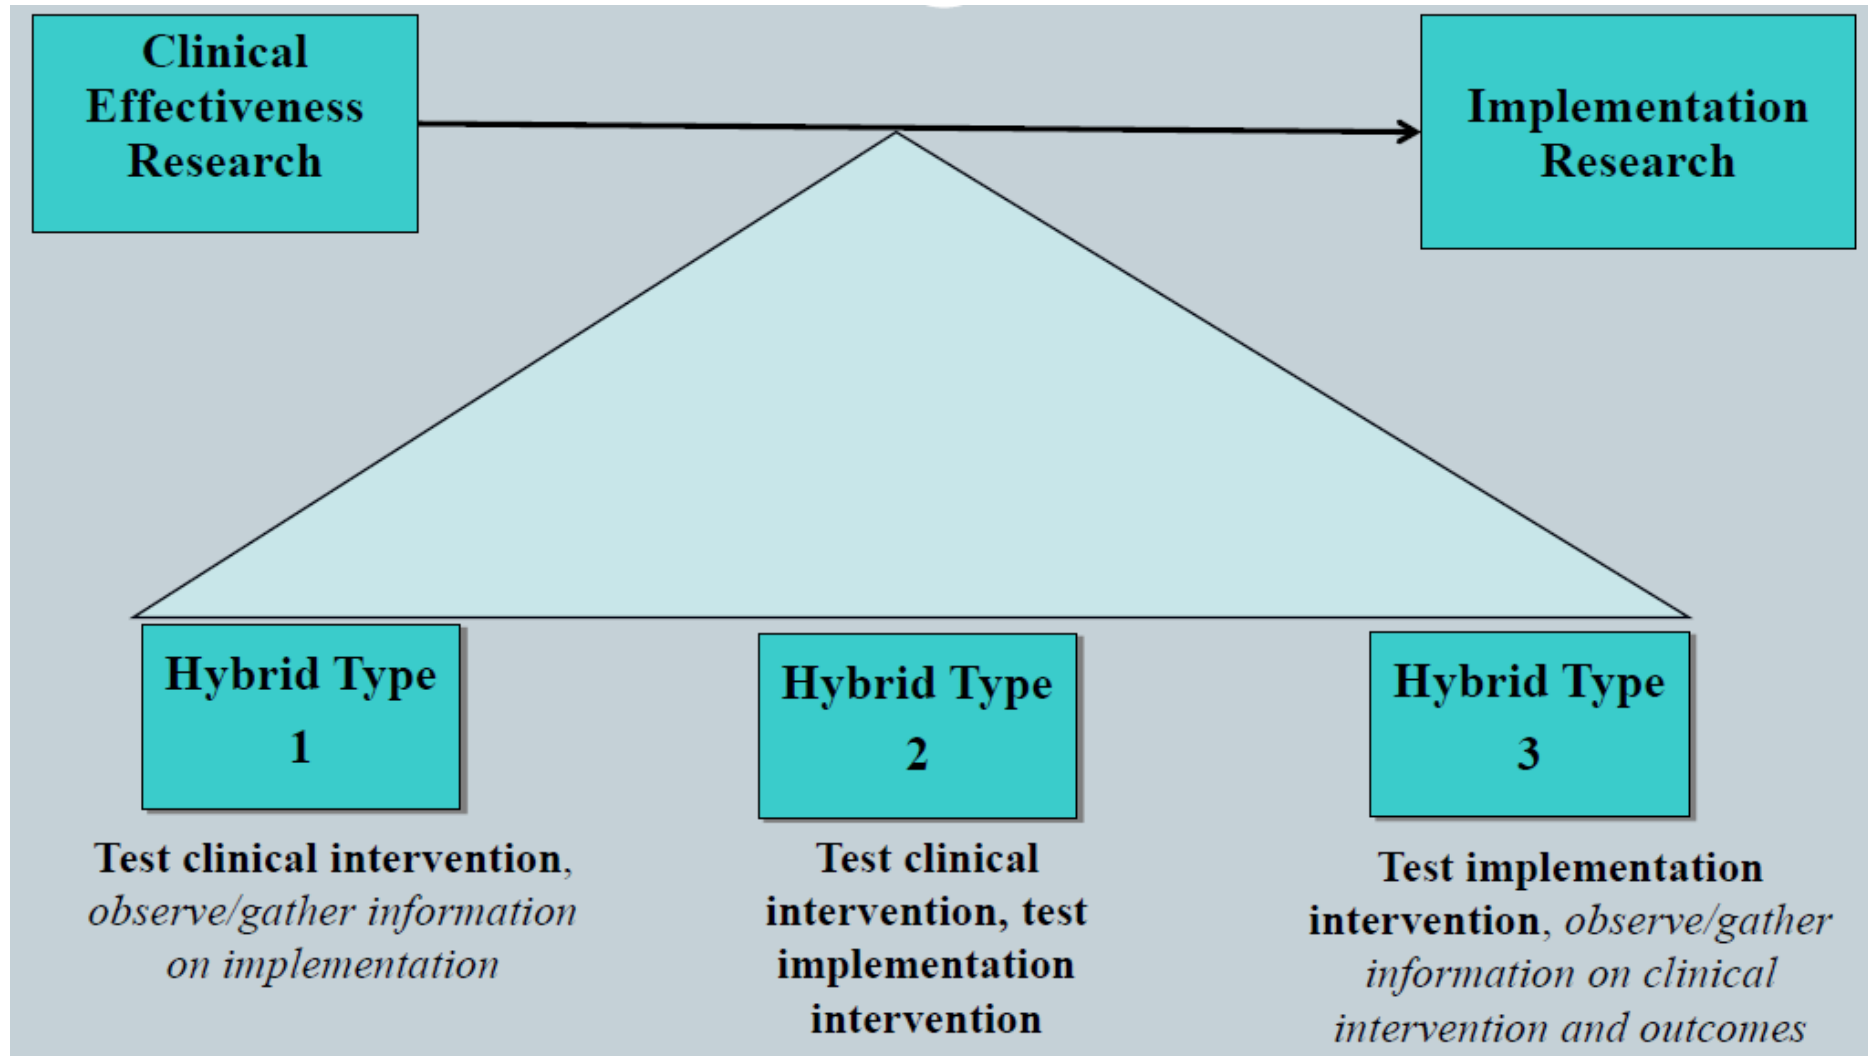 Clinical
Effectiveness
Research
Implementation
Research
Hybrid Type
1
Test clinical intervention,
observe/gather information
on implementation
Hybrid Type
2
Test clinical
intervention, test
implementation
intervention
Hybrid Type
3
Test implementation
intervention, observe/gather
information on clinical
intervention and outcomes